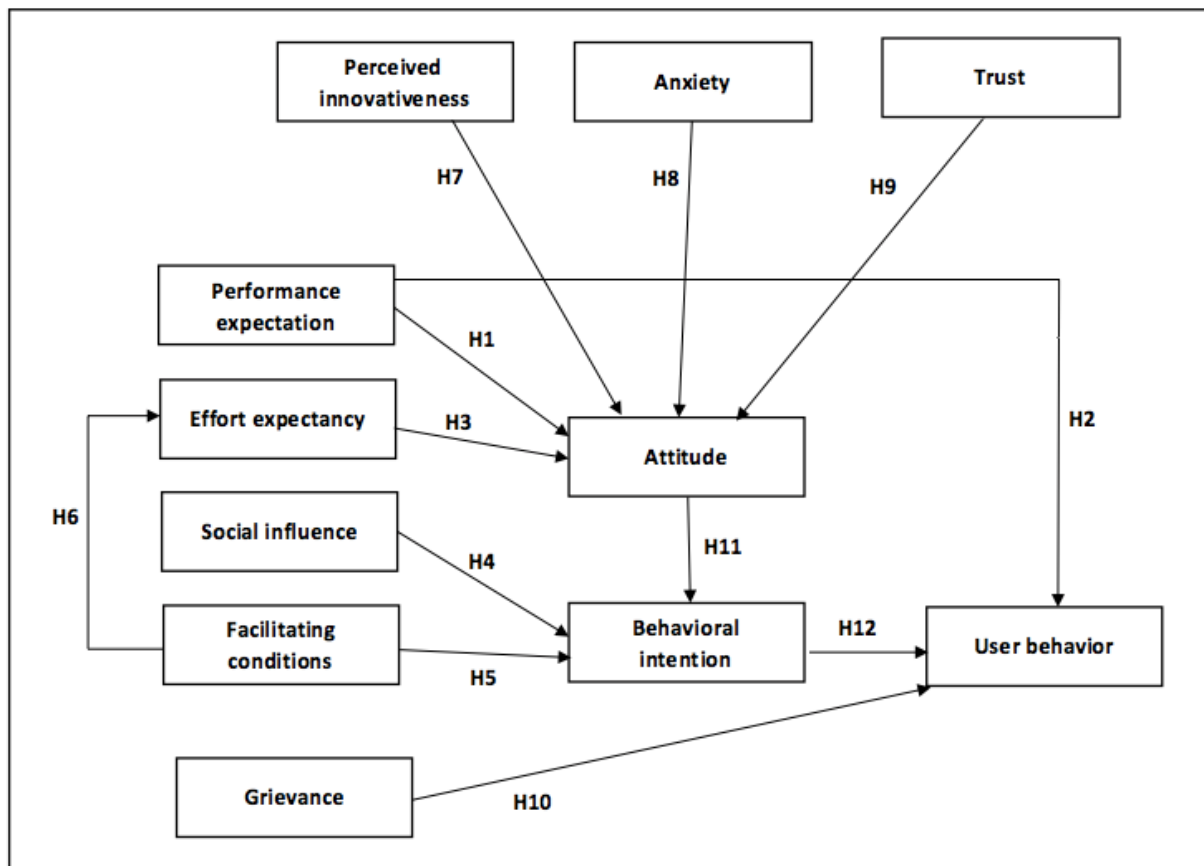 Perceived
innovativeness
Anxiety
Trust
H7
H8
H9
Performance
expectation
H1
Effort expectancy
H3
H2
Attitude
H6
Social influence
H4
H11
Facilitating
conditions
H5
Behavioral
intention
H12
User behavior
Grievance
H10